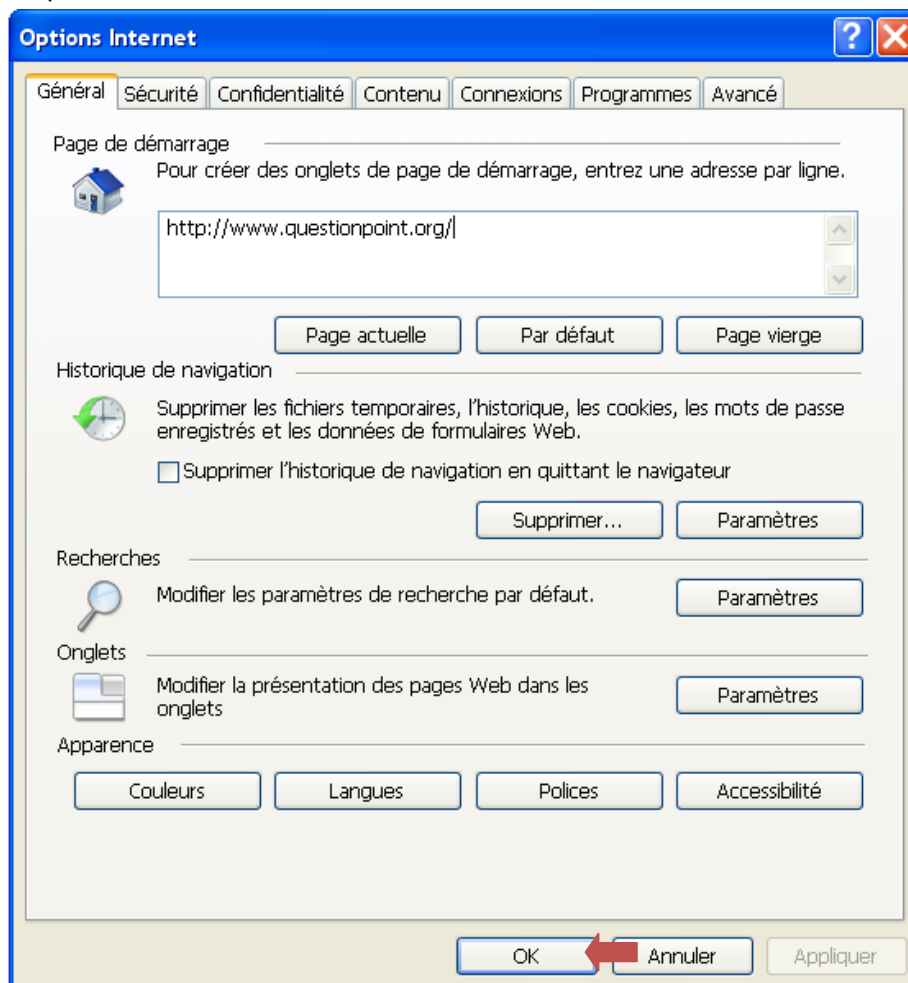 Options Internet
Général Sécurité Confidentialité Contenu Connexions Programmes Avancé
Page de démarrage
Pour créer des onglets de page de démarrage, entrez une adresse par ligne.
http://www.questionpoint.org/
Page actuelle Par défaut Page vierge
Historique de navigation
Supprimer les fichiers temporaires, l'historique, les cookies, les mots de passe
enregistrés et les données de formulaires Web.
Supprimer l'historique de navigation en quittant le navigateur
Supprimer... Paramètres
Recherches
Modifier les paramètres de recherche par défaut. Paramètres
Onglets
Modifier la présentation des pages Web dans les
onglets
Paramètres
Apparence
Couleurs Langues Polices Accessibilité
OK Annuler Appliquer